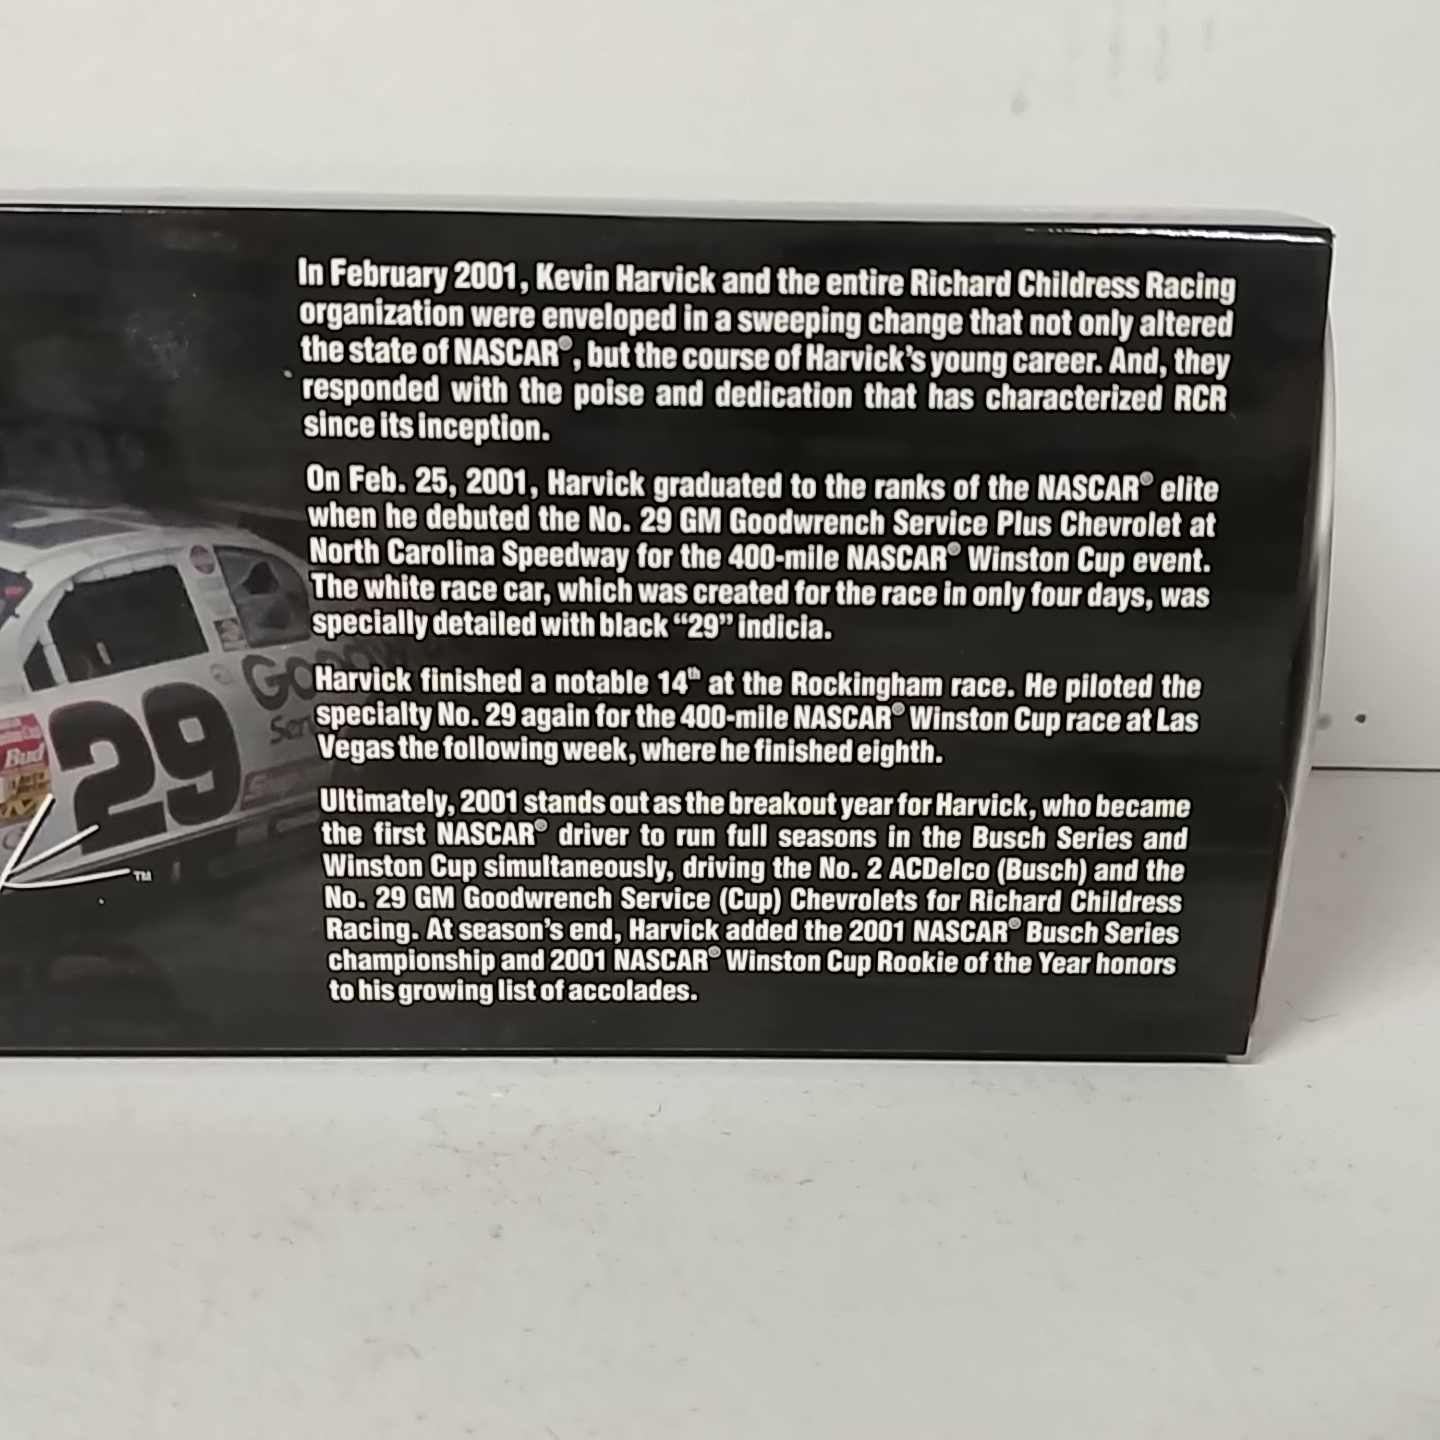 In February 2001, Kevin Harvick and the entire Richard Childress Racing
organization were enveloped in a sweeping change that not only altered
the state of NASCAR®, but the course of Harvick's young career. And, they
responded with the poise and dedication that has characterized RCR
since its inception.
On Feb. 25, 2001, Harvick graduated to the ranks of the NASCAR® elite
when he debuted the No. 29 GM Goodwrench Service Plus Chevrolet at
North Carolina Speedway for the 400-mile NASCAR® Winston Cup event.
The white race car, which was created for the race in only four days, was
specially detailed with black “29” indicia.
Harvick finished a notable 14th at the Rockingham race. He piloted the
specialty No. 29 again for the 400-mile NASCAR® Winston Cup race at Las
Vegas the following week, where he finished eighth.
Ultimately, 2001 stands out as the breakout year for Harvick, who became
the first NASCAR® driver to run full seasons in the Busch Series and
Winston Cup simultaneously, driving the No. 2 ACDelco (Busch) and the
No. 29 GM Goodwrench Service (Cup) Chevrolets for Richard Childress
Racing. At season's end, Harvick added the 2001 NASCAR® Busch Series
championship and 2001 NASCAR® Winston Cup Rookie of the Year honors
to his growing list of accolades.
29
Bud
TM